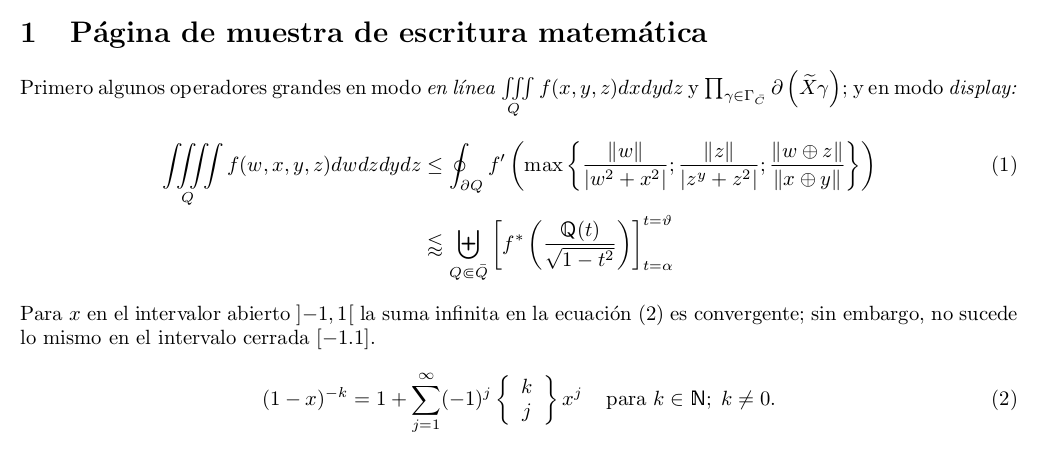 1 Página de muestra de escritura matemática
Primero algunos operadores grandes en modo en línea ∭_Q f(x, y, z)dxdydz y ∏_{γ∈Γ_{C̄}} ∂(X̃γ); y en modo display:
⨌_Q f(w, x, y, z)dwdzdydz ≤ ∮_{∂Q} f′(max{‖w‖/|w² + x²|; ‖z‖/|z^y + z²|; ‖w ⊕ z‖/‖x ⊕ y‖}) (1)
⪅ ⨄_{Q⋐Q̄} [f*(ℚ(t)/√(1 − t²))]_{t=α}^{t=ϑ}
Para x en el intervalor abierto ]−1, 1[ la suma infinita en la ecuación (2) es convergente; sin embargo, no sucede
lo mismo en el intervalo cerrada [−1.1].
(1 − x)^{−k} = 1 + ∑_{j=1}^{∞} (−1)^j {k j} x^j para k ∈ ℕ; k ≠ 0. (2)